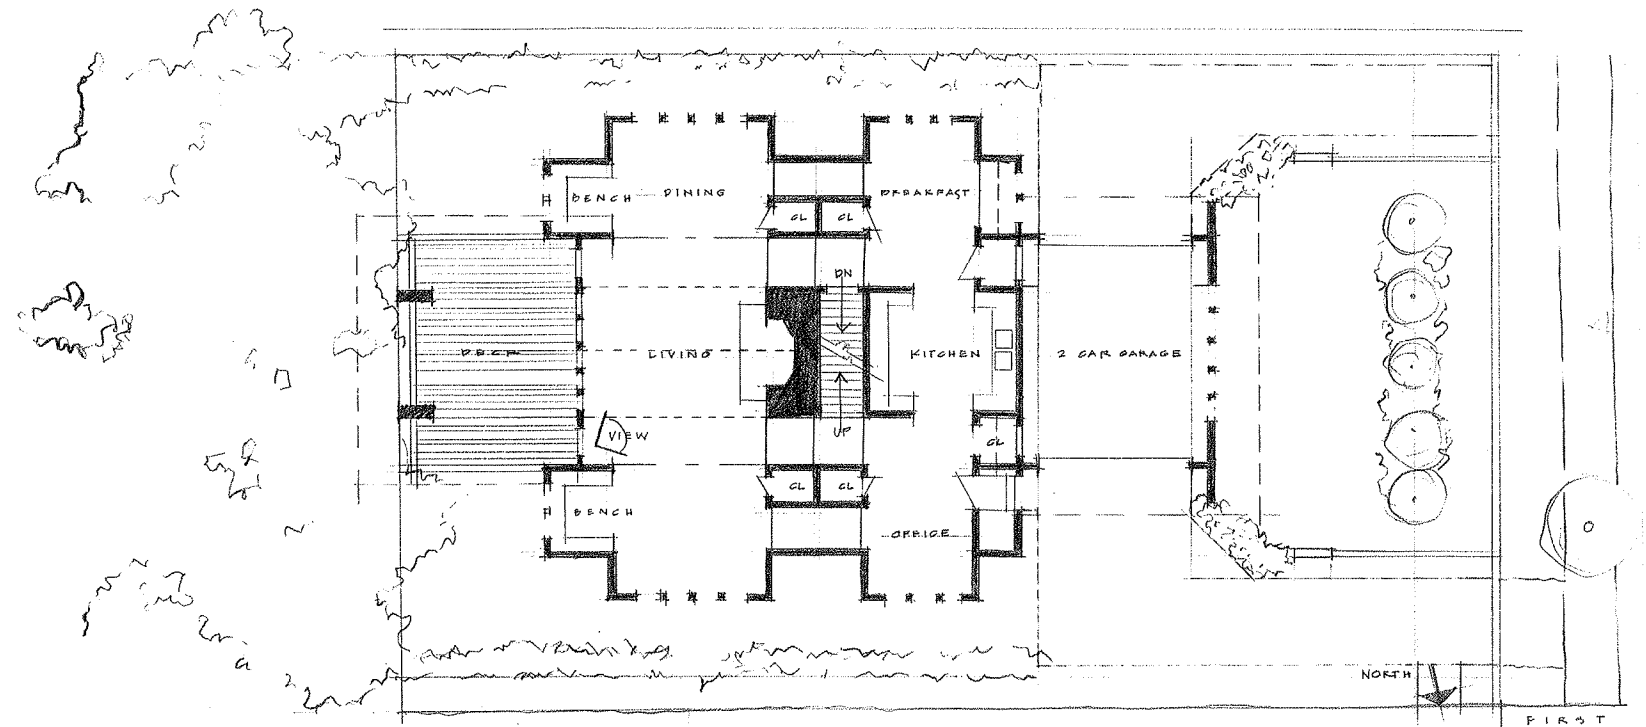 BENCH DINING
BREAKFAST
CL CL
DN
DECK
LIVING
KITCHEN
2 CAR GARAGE
VIEW
UP
CL
CL CL
BENCH
OFFICE
NORTH
FIRST